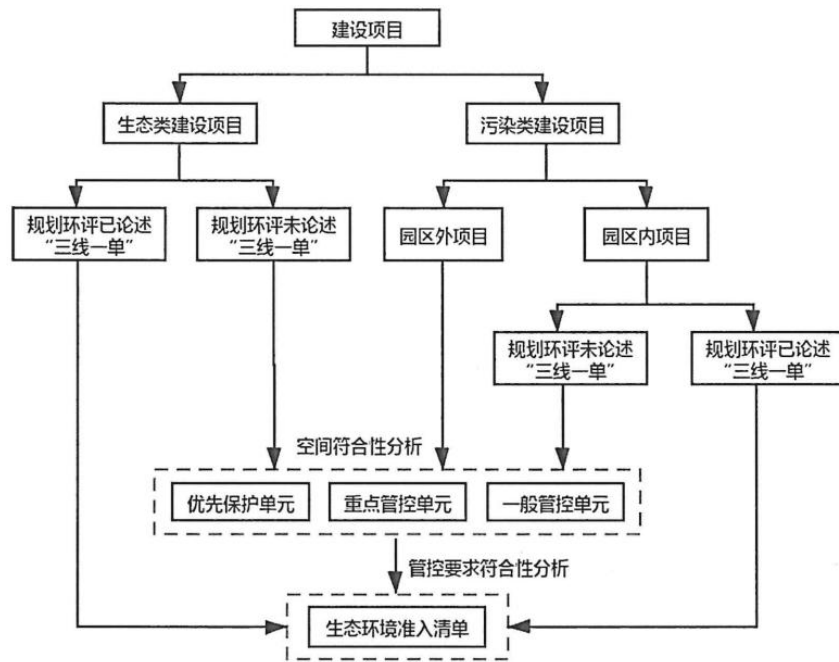 建设项目
生态类建设项目
污染类建设项目
规划环评已论述
“三线一单”
规划环评未论述
“三线一单”
园区外项目
园区内项目
规划环评未论述
“三线一单”
规划环评已论述
“三线一单”
空间符合性分析
优先保护单元
重点管控单元
一般管控单元
管控要求符合性分析
生态环境准入清单